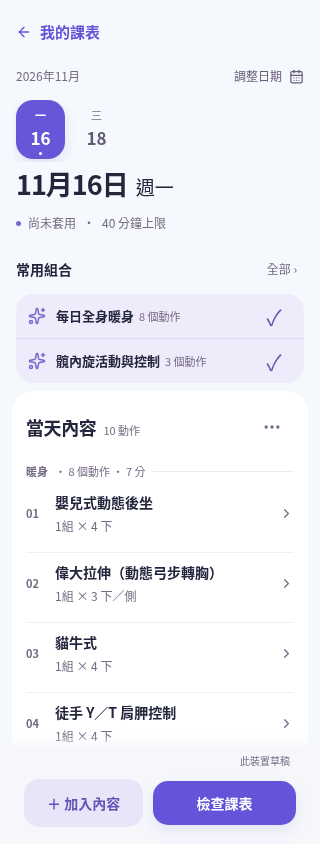 ← 我的課表
2026年11月 調整日期
一 三
16 18
11月16日 週一
尚未套用 · 40 分鐘上限
常用組合 全部 ›
每日全身暖身 8 個動作
髖內旋活動與控制 3 個動作
當天內容 10 動作 •••
暖身 · 8 個動作 · 7 分
01 嬰兒式動態後坐
1組 × 4 下
02 偉大拉伸（動態弓步轉胸）
1組 × 3 下／側
03 貓牛式
1組 × 4 下
04 徒手 Y／T 肩胛控制
1組 × 4 下
此裝置草稿
＋ 加入內容 檢查課表